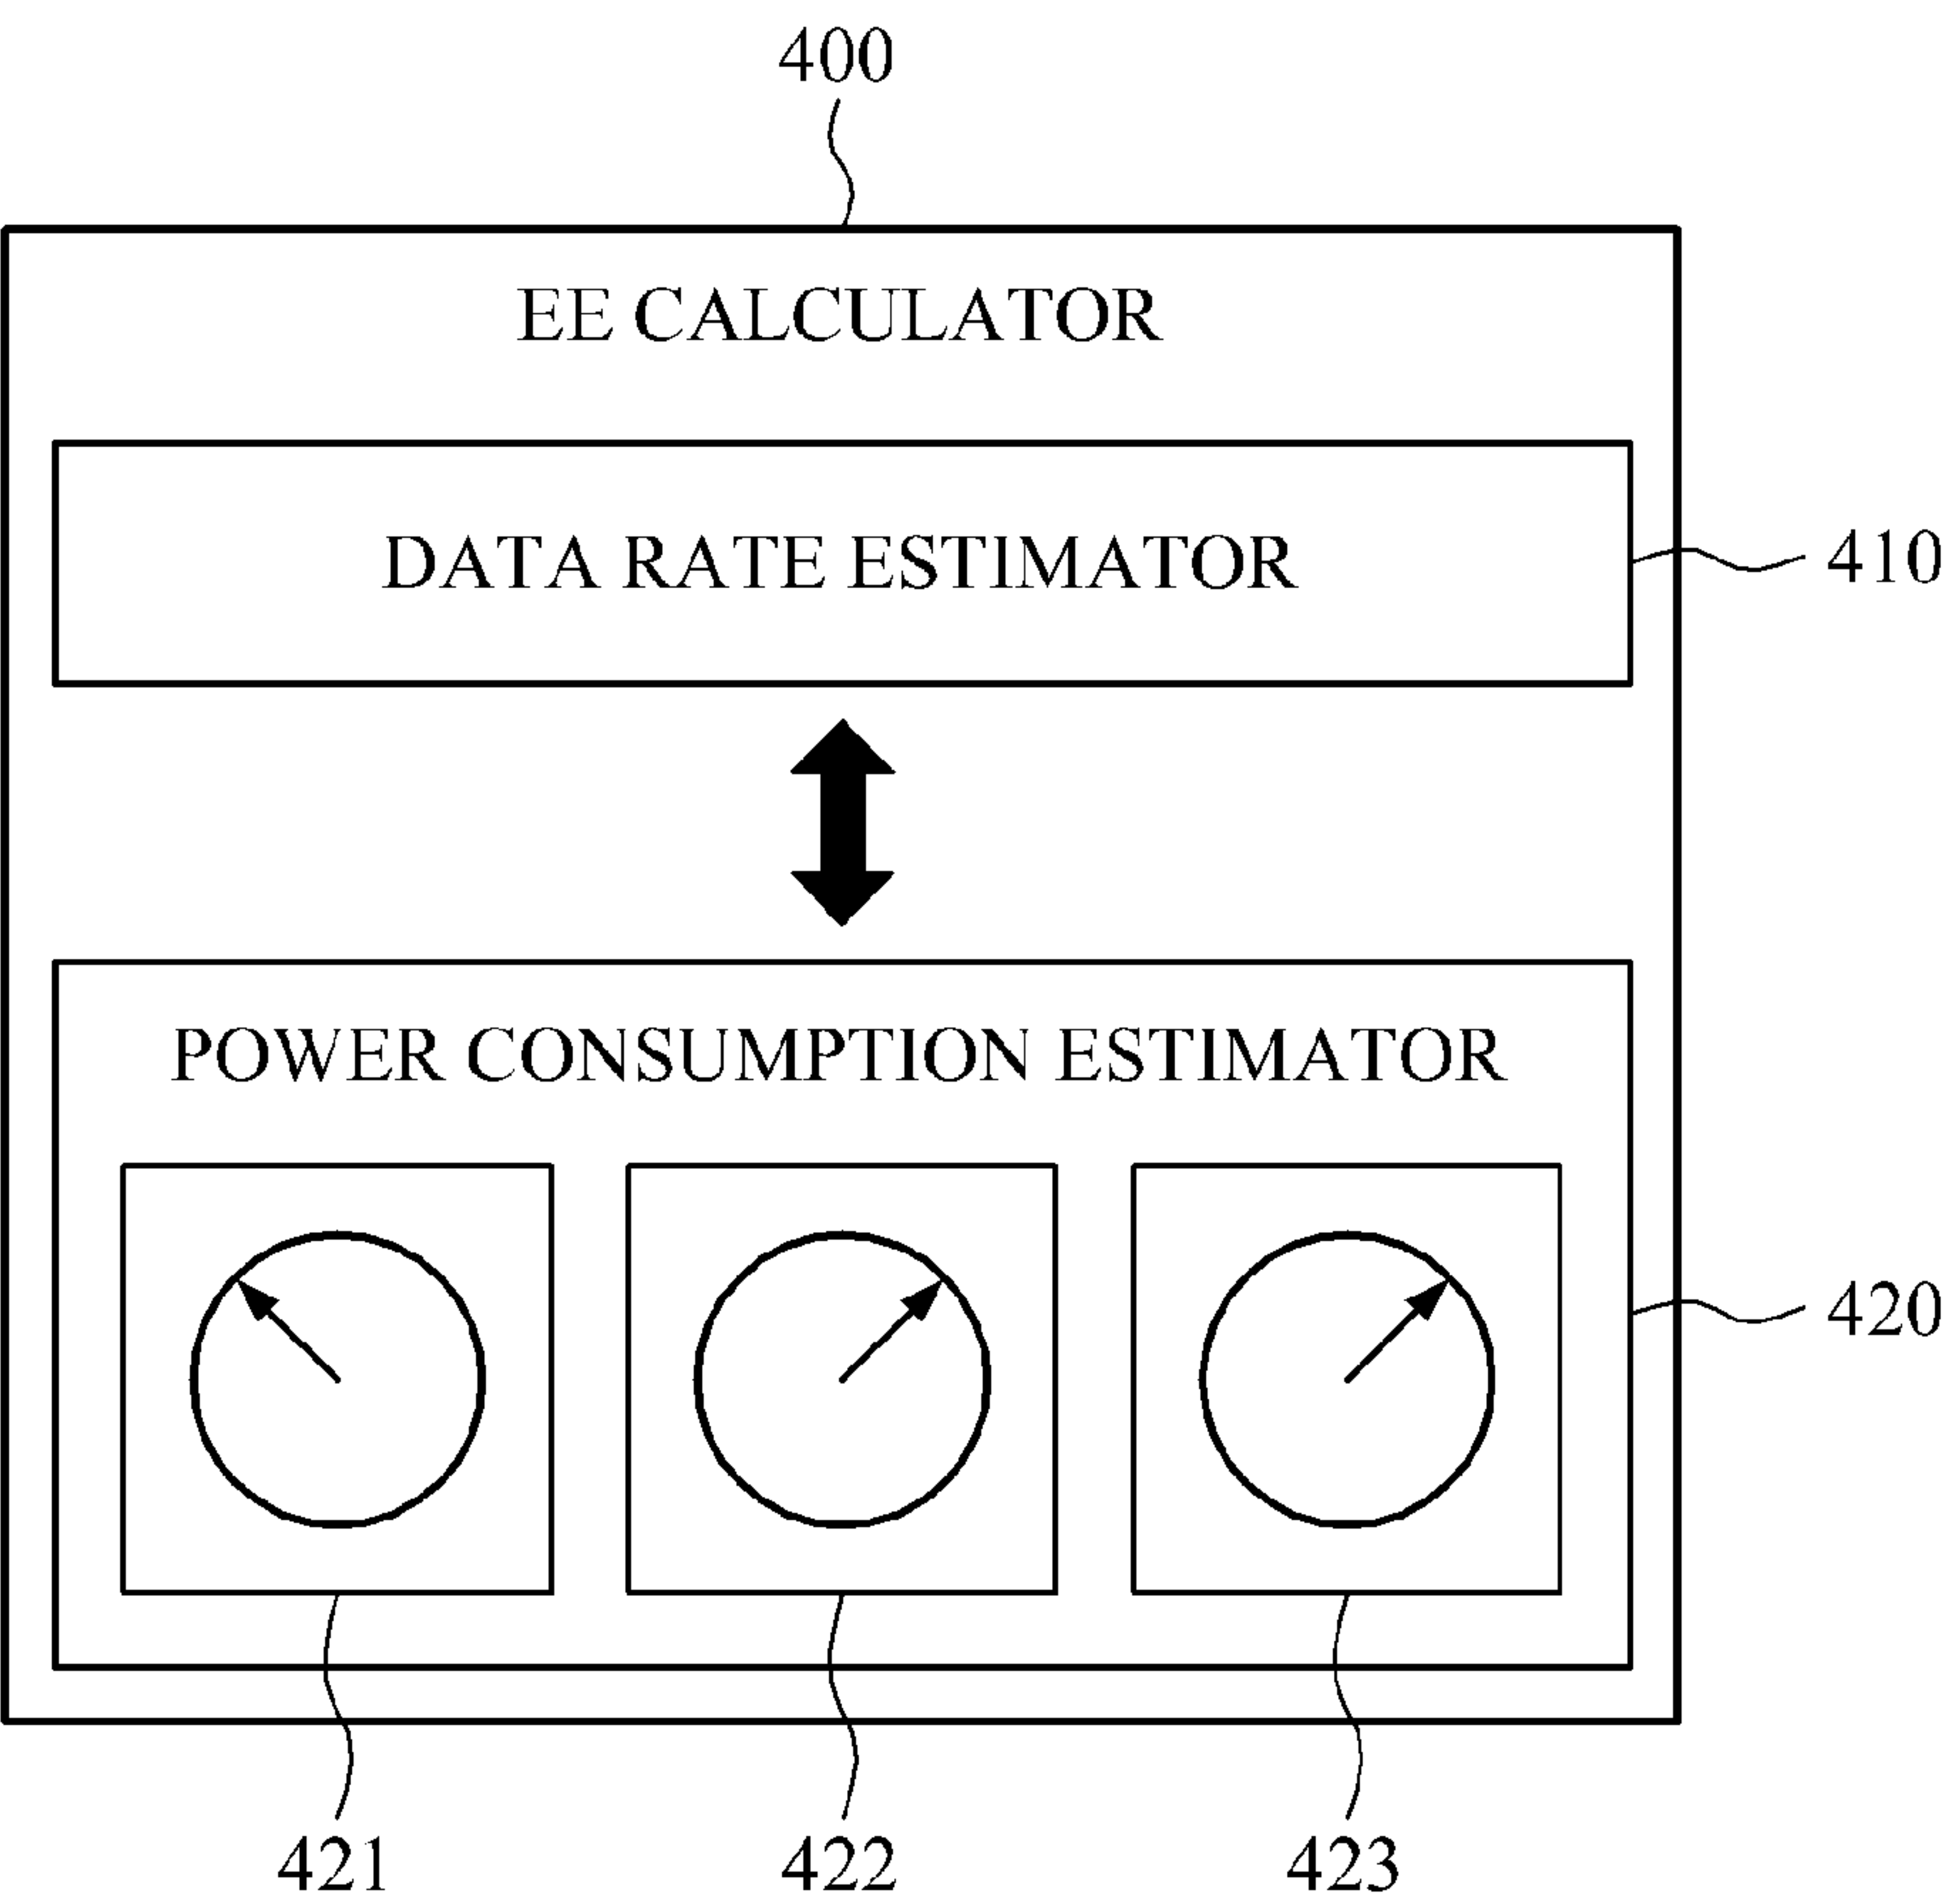 400
EE CALCULATOR
DATA RATE ESTIMATOR
410
POWER CONSUMPTION ESTIMATOR
420
421
422
423